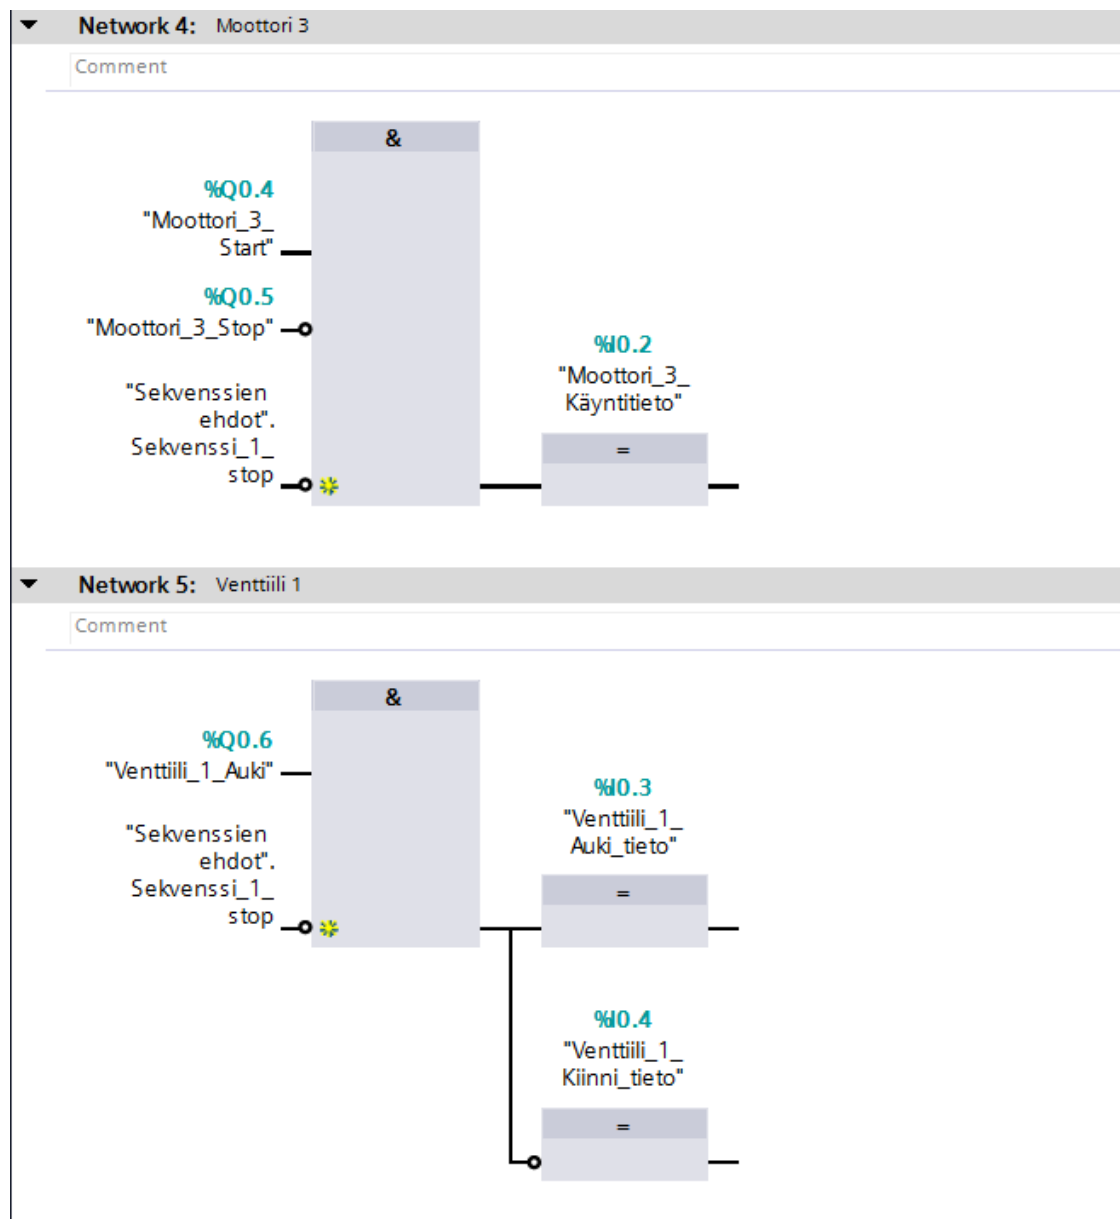 Network 4: Moottori 3
Comment
&
%Q0.4
"Moottori_3_
Start"
%Q0.5
"Moottori_3_Stop"
"Sekvenssien
ehdot".
Sekvenssi_1_
stop
%I0.2
"Moottori_3_
Käyntitieto"
=
Network 5: Venttiili 1
Comment
&
%Q0.6
"Venttiili_1_Auki"
"Sekvenssien
ehdot".
Sekvenssi_1_
stop
%I0.3
"Venttiili_1_
Auki_tieto"
=
%I0.4
"Venttiili_1_
Kiinni_tieto"
=